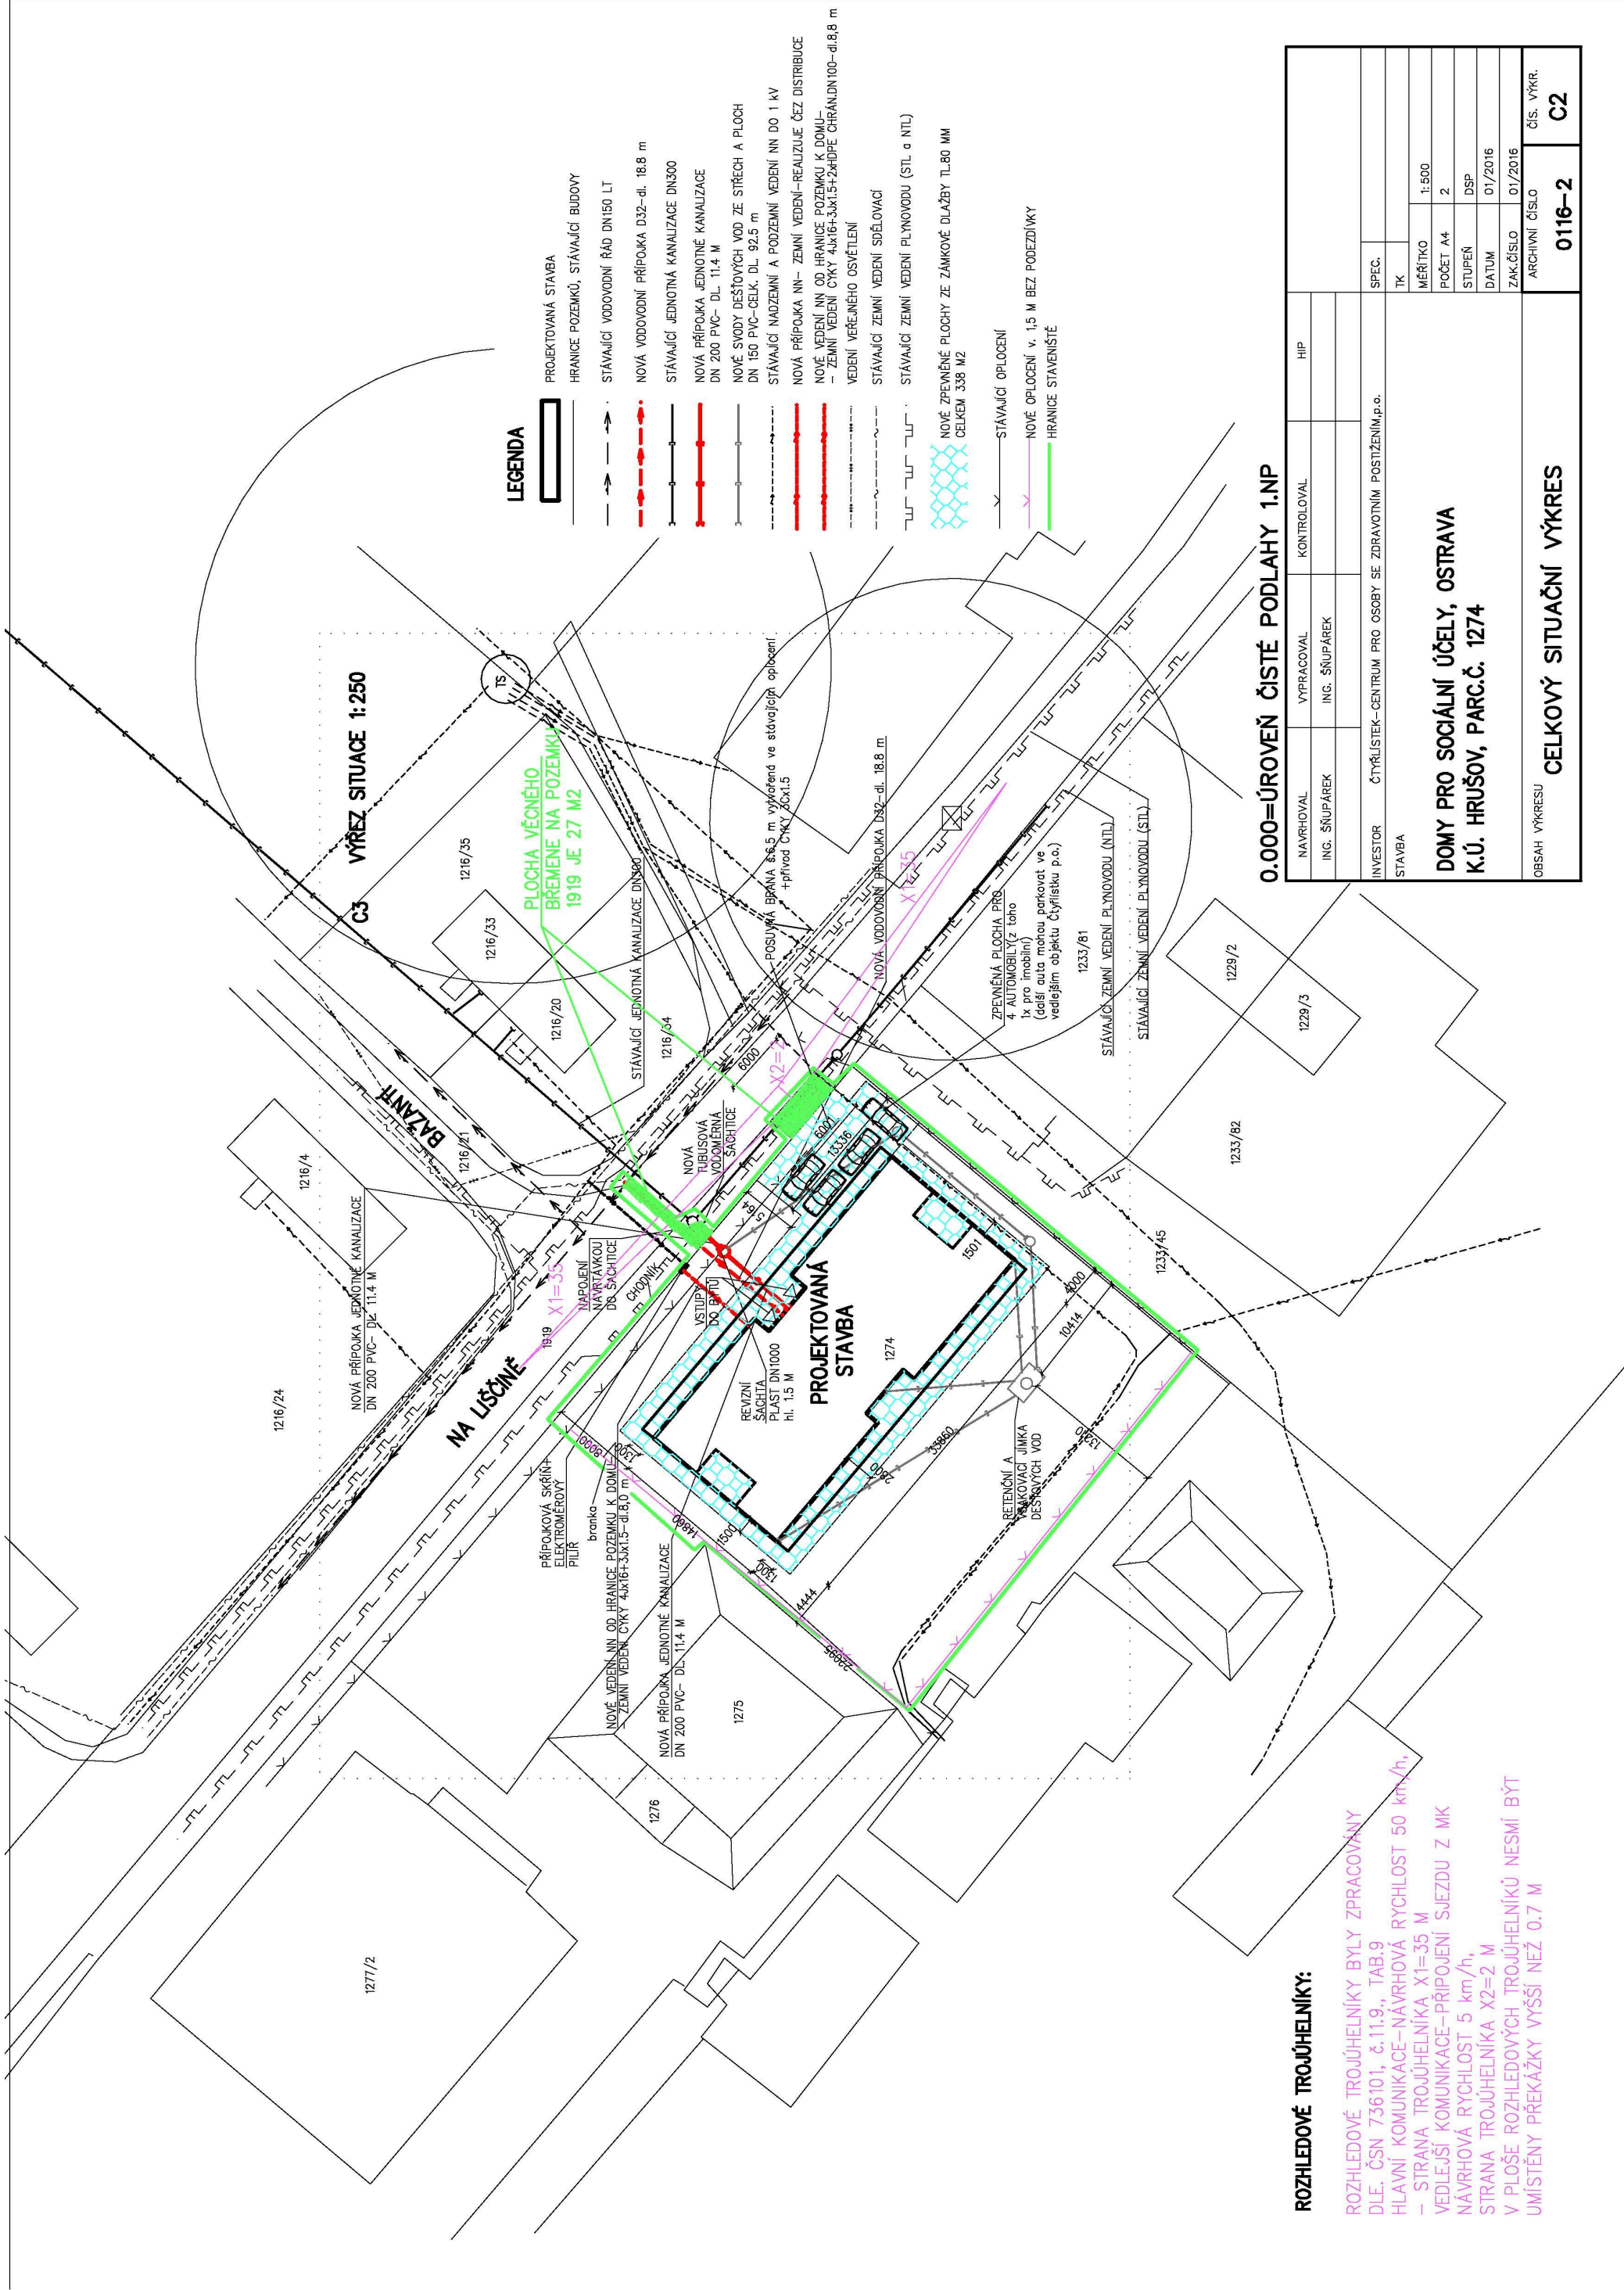 C3 VÝŘEZ SITUACE 1:250
PLOCHA VĚCNÉHO
BŘEMENE NA POZEMKU
1919 JE 27 M2
TS
BAŽANTÍ
NA LIŠČINĚ
1216/35
1216/33
1216/20
1216/34
1216/21
1216/4
1216/24
1919
1277/2
1276
1275
1274
1233/81
1233/82
1233/45
1229/2
1229/3
STÁVAJÍCÍ JEDNOTNÁ KANALIZACE DN300
NOVÁ PŘÍPOJKA JEDNOTNÉ KANALIZACE
DN 200 PVC- DL. 11.4 M
X1=35
X2=2
X1=35
6000
NOVÁ
TUBUSOVÁ
VODOMĚRNÁ
ŠACHTICE
NAPOJENÍ
NAVRTÁVKOU
DO ŠACHTICE
CHODNÍK
VSTUPY
DO BYTŮ
REVIZNÍ
ŠACHTA
PLAST DN1000
hl. 1.5 M
PROJEKTOVANÁ
STAVBA
POSUVNÁ BRÁNA š.6,5 m vytvořená ve stávajícím oplocení
+přívod CYKY 3Cx1.5
NOVÁ VODOVODNÍ PŘÍPOJKA D32-dl. 18.8 m
ZPEVNĚNÁ PLOCHA PRO
4 AUTOMOBILY(z toho
1x pro imobilní)
(další auta mohou parkovat ve
vedlejším objektu Čtyřlístku p.o.)
STÁVAJÍCÍ ZEMNÍ VEDENÍ PLYNOVODU (NTL)
STÁVAJÍCÍ ZEMNÍ VEDENÍ PLYNOVODU (STL)
PŘÍPOJKOVÁ SKŘÍŇ+
ELEKTROMĚROVÝ
PILÍŘ
branka
NOVÉ VEDENÍ NN OD HRANICE POZEMKU K DOMU-
- ZEMNÍ VEDENÍ CYKY 4Jx16+3Jx1.5-dl.8,0 m
NOVÁ PŘÍPOJKA JEDNOTNÉ KANALIZACE
DN 200 PVC- DL. 11.4 M
RETENČNÍ A
VSAKOVACÍ JÍMKA
DEŠŤOVÝCH VOD
5164
6001
13336
1501
4000
10414
13200
33860
2800
18000
1300
14860
1500
1300
4444
22095
LEGENDA
PROJEKTOVANÁ STAVBA
HRANICE POZEMKŮ, STÁVAJÍCÍ BUDOVY
STÁVAJÍCÍ VODOVODNÍ ŘÁD DN150 LT
NOVÁ VODOVODNÍ PŘÍPOJKA D32-dl. 18.8 m
STÁVAJÍCÍ JEDNOTNÁ KANALIZACE DN300
NOVÁ PŘÍPOJKA JEDNOTNÉ KANALIZACE
DN 200 PVC- DL. 11.4 M
NOVÉ SVODY DEŠŤOVÝCH VOD ZE STŘECH A PLOCH
DN 150 PVC-CELK. DL. 92.5 m
STÁVAJÍCÍ NADZEMNÍ A PODZEMNÍ VEDENÍ NN DO 1 kV
NOVÁ PŘÍPOJKA NN- ZEMNÍ VEDENÍ-REALIZUJE ČEZ DISTRIBUCE
NOVÉ VEDENÍ NN OD HRANICE POZEMKU K DOMU-
- ZEMNÍ VEDENÍ CYKY 4Jx16+3Jx1.5+2xHDPE CHRÁN.DN100-dl.8,8 m
VEDENÍ VEŘEJNÉHO OSVĚTLENÍ
STÁVAJÍCÍ ZEMNÍ VEDENÍ SDĚLOVACÍ
STÁVAJÍCÍ ZEMNÍ VEDENÍ PLYNOVODU (STL a NTL)
NOVÉ ZPEVNĚNÉ PLOCHY ZE ZÁMKOVÉ DLAŽBY TL.80 MM
CELKEM 338 M2
STÁVAJÍCÍ OPLOCENÍ
NOVÉ OPLOCENÍ v. 1,5 M BEZ PODEZDÍVKY
HRANICE STAVENIŠTĚ
0.000=ÚROVEŇ ČISTÉ PODLAHY 1.NP
NAVRHOVAL
VYPRACOVAL
KONTROLOVAL
HIP
ING. ŠŇUPÁREK
ING. ŠŇUPÁREK
INVESTOR ČTYŘLÍSTEK-CENTRUM PRO OSOBY SE ZDRAVOTNÍM POSTIŽENÍM,p.o.
SPEC.
STAVBA
TK
DOMY PRO SOCIÁLNÍ ÚČELY, OSTRAVA
K.Ú. HRUŠOV, PARC.Č. 1274
MĚŘÍTKO 1:500
POČET A4 2
STUPEŇ DSP
DATUM 01/2016
ZAK.ČÍSLO 01/2016
OBSAH VÝKRESU
CELKOVÝ SITUAČNÍ VÝKRES
ARCHIVNÍ ČÍSLO
0116-2
ČÍS. VÝKR.
C2
ROZHLEDOVÉ TROJÚHELNÍKY:
ROZHLEDOVÉ TROJÚHELNÍKY BYLY ZPRACOVÁNY
DLE. ČSN 736101, č.11.9., TAB.9
HLAVNÍ KOMUNIKACE-NÁVRHOVÁ RYCHLOST 50 km/h,
- STRANA TROJÚHELNÍKA X1=35 M
VEDLEJŠÍ KOMUNIKACE-PŘIPOJENÍ SJEZDU Z MK
NÁVRHOVÁ RYCHLOST 5 km/h,
STRANA TROJÚHELNÍKA X2=2 M
V PLOŠE ROZHLEDOVÝCH TROJÚHELNÍKŮ NESMÍ BÝT
UMÍSTĚNY PŘEKÁŽKY VYŠŠÍ NEŽ 0.7 M